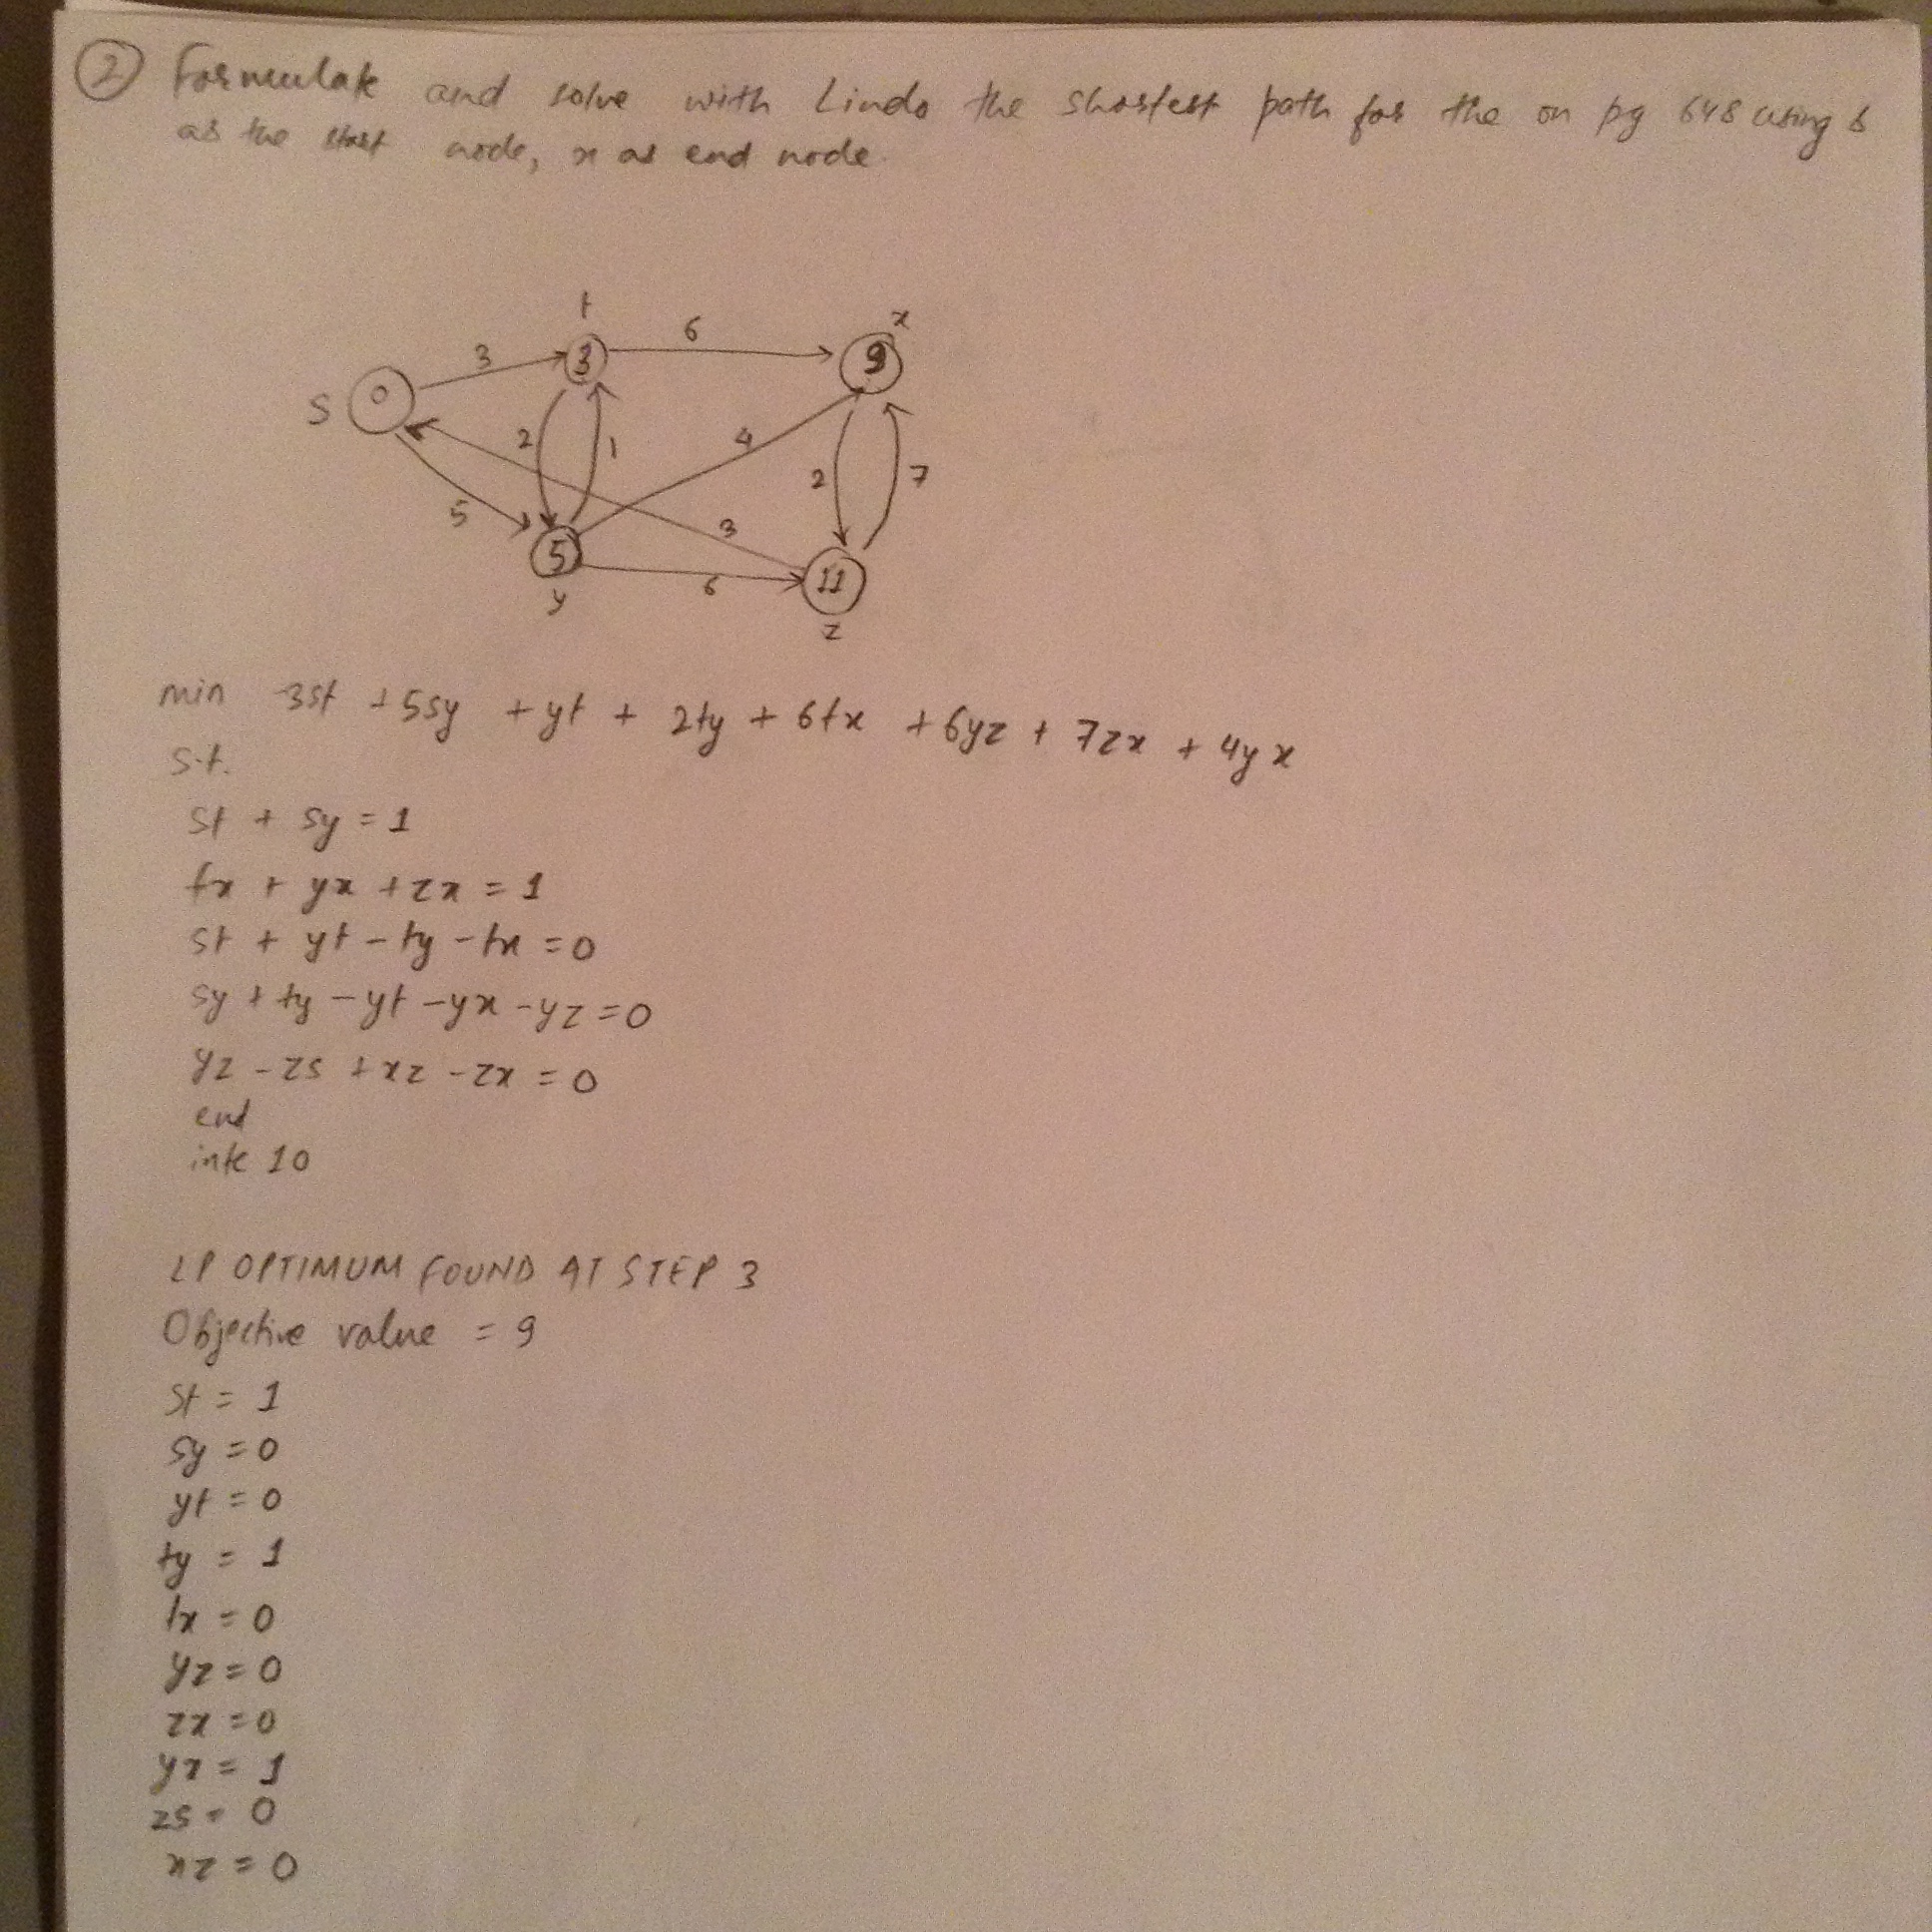 ② Formulate and solve with Lindo the shortest path for the on pg 648 using s
as the start node, x as end node.
t
x
6
3
3
9
0
S
2
1
4
2
7
5
3
5
11
6
y
z
min 3st + 5sy + yt + 2ty + 6tx + 6yz + 7zx + 4yx
s.t.
st + sy = 1
tx + yx + zx = 1
st + yt - ty - tx = 0
sy + ty - yt - yx - yz = 0
yz - zs + xz - zx = 0
end
inte 10
LP OPTIMUM FOUND AT STEP 3
Objective value = 9
st = 1
sy = 0
yt = 0
ty = 1
tx = 0
yz = 0
zx = 0
yx = 1
zs = 0
xz = 0